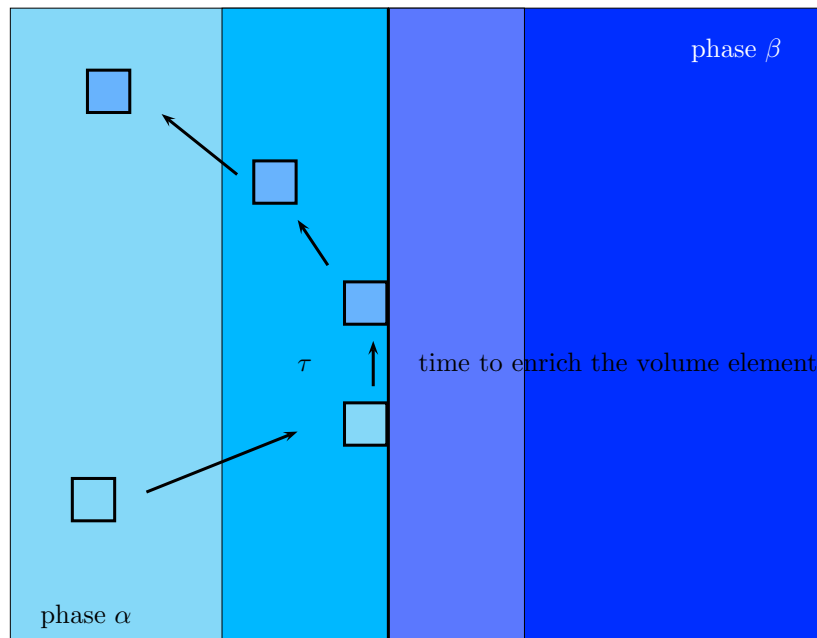 phase β
τ
time to enrich the volume element
phase α